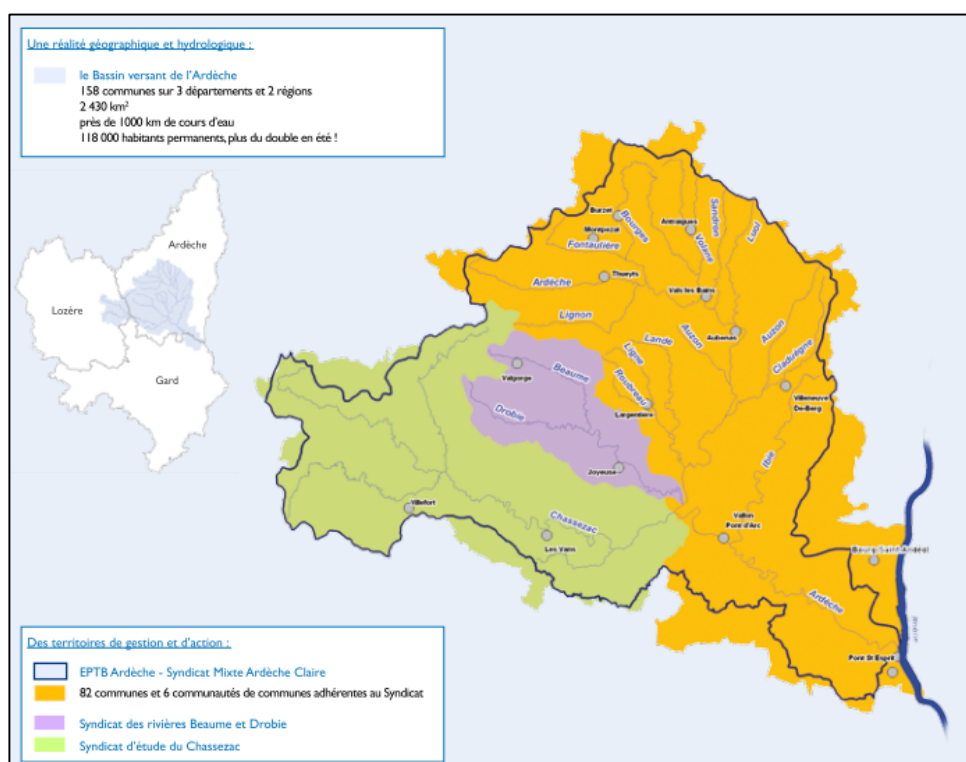 Une réalité géographique et hydrologique :
le Bassin versant de l'Ardèche
158 communes sur 3 départements et 2 régions
2 430 km²
près de 1000 km de cours d'eau
118 000 habitants permanents, plus du double en été !
Ardèche
Lozère
Gard
Burzet
Montpezat
Fontaulière
Bourges
Antraigues
Volane
Sandron
Luol
Thueyts
Ardèche
Vals les Bains
Lignon
Lande
Auzon
Aubenas
Auzon
Claduègne
Ligne
Roubreau
Largentière
Villeneuve
De-Berg
Valgorge
Beaume
Drobie
Joyeuse
Ibie
Villefort
Chassezac
Les Vans
Vallon
Pont d'Arc
Bourg-Saint-Andéol
Ardèche
Pont St Esprit
Des territoires de gestion et d'action :
EPTB Ardèche - Syndicat Mixte Ardèche Claire
82 communes et 6 communautés de communes adhérentes au Syndicat
Syndicat des rivières Beaume et Drobie
Syndicat d'étude du Chassezac